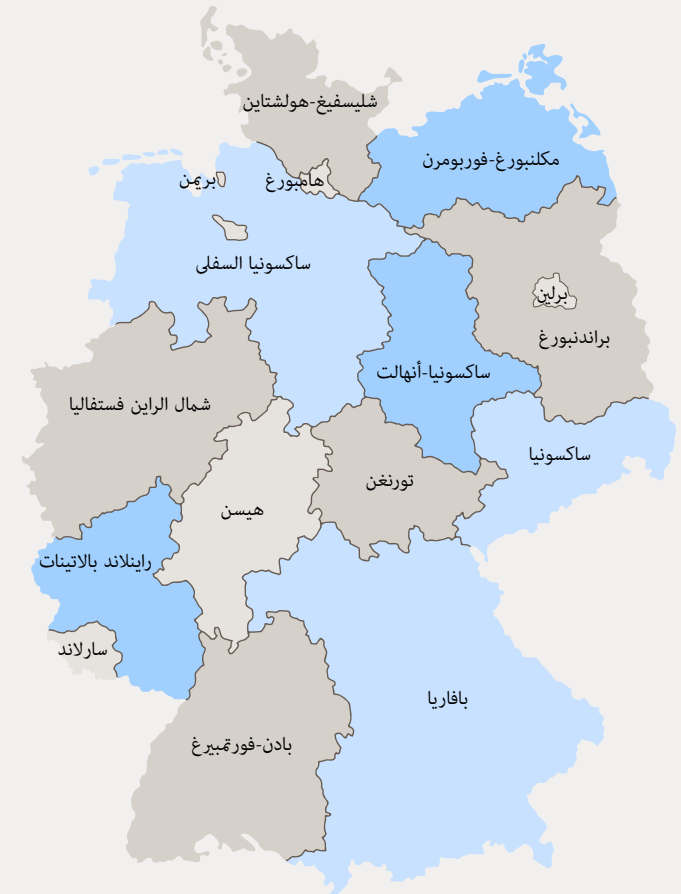 شليسفيغ-هولشتاين
مكلنبورغ-فوربومرن
هامبورغ
بريمن
ساكسونيا السفلى
برلين
براندنبورغ
ساكسونيا-أنهالت
شمال الراين فستفاليا
ساكسونيا
تورنغن
هيسن
راينلاند بالاتينات
سارلاند
بافاريا
بادن-فورتمبيرغ